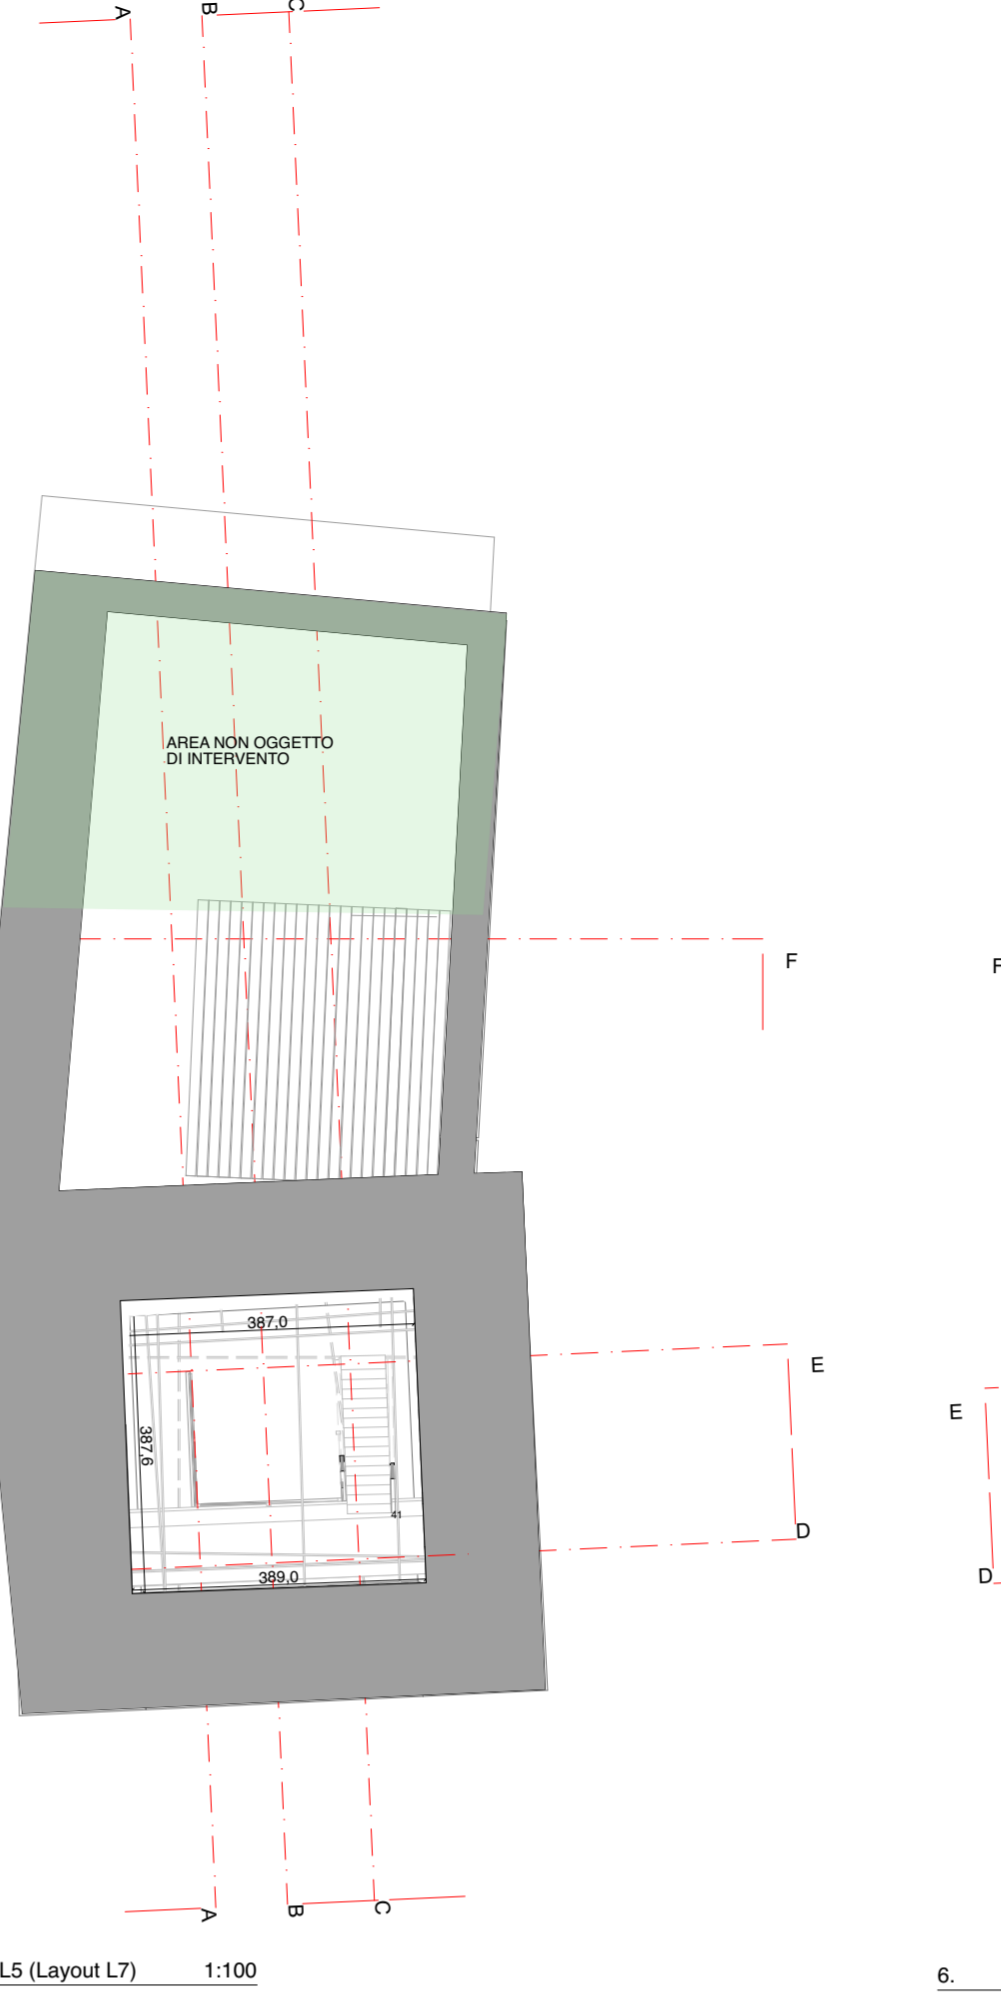 A
B
C
AREA NON OGGETTO
DI INTERVENTO
F
F
387,0
387,6
E
E
41
D
389,0
D
A
B
C
L5 (Layout L7) 1:100
6.